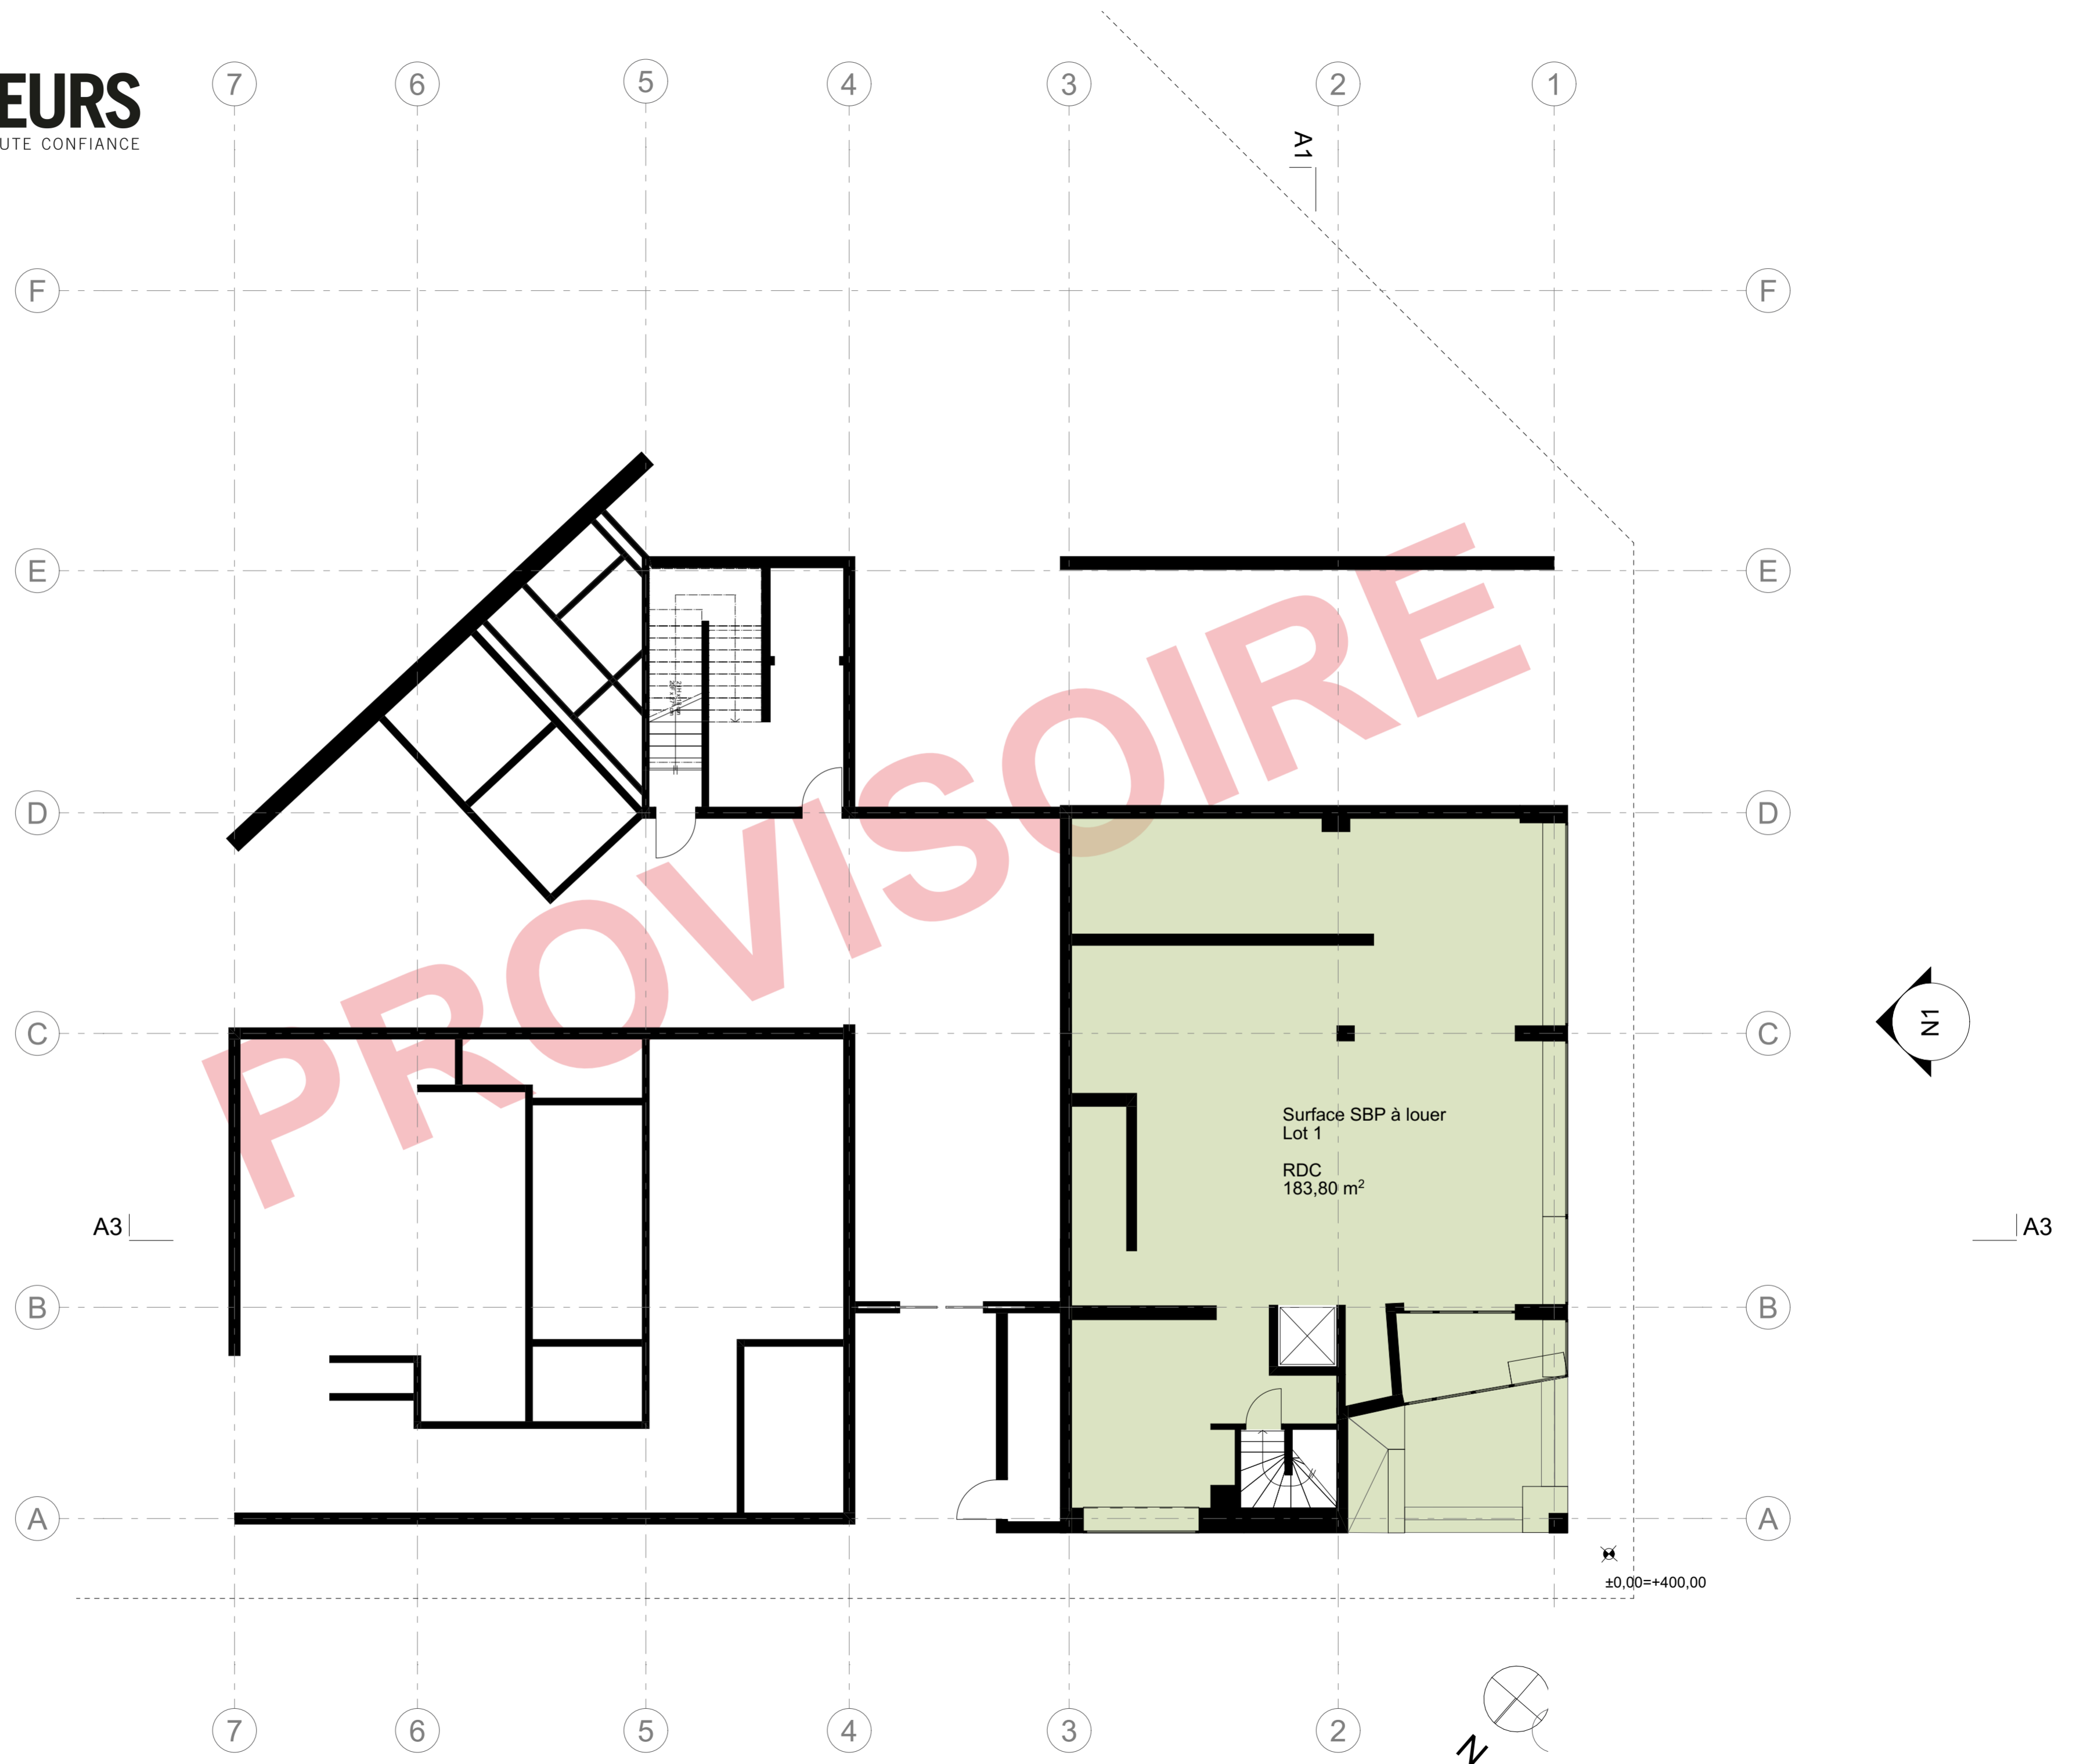 EURS
UTE CONFIANCE
7 6 5 4 3 2 1
A1
F F
E E
D D
PROVISOIRE
C C
N1
Surface SBP à louer
Lot 1
RDC
183,80 m²
A3 A3
B B
A A
±0,00=+400,00
7 6 5 4 3 2
N